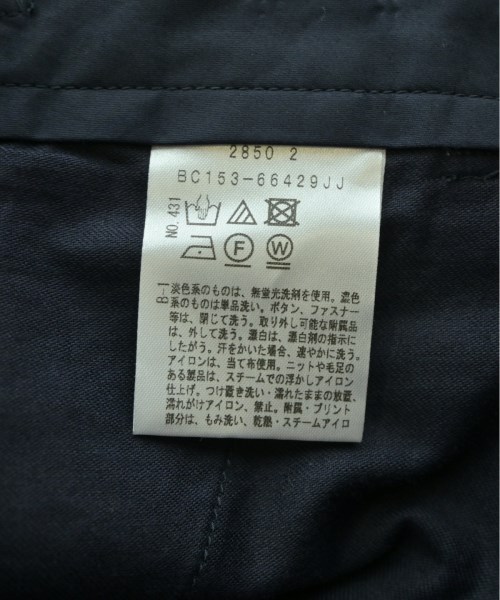 2850 2
BC153-66429JJ
NO.431
F
W
B-1
淡色系のものは、無蛍光洗剤を使用。濃色
系のものは単品洗い。ボタン、ファスナー
等は、閉じて洗う。取り外し可能な附属品
は、外して洗う。漂白は、漂白剤の指示に
したがう。汗をかいた場合、速やかに洗う。
アイロンは、当て布使用。ニットや毛足の
ある製品は、スチームでの浮かしアイロン
仕上げ。つけ置き洗い・濡れたままの放置、
濡れがけアイロン、禁止。附属・プリント
部分は、もみ洗い、乾熱・スチームアイロ